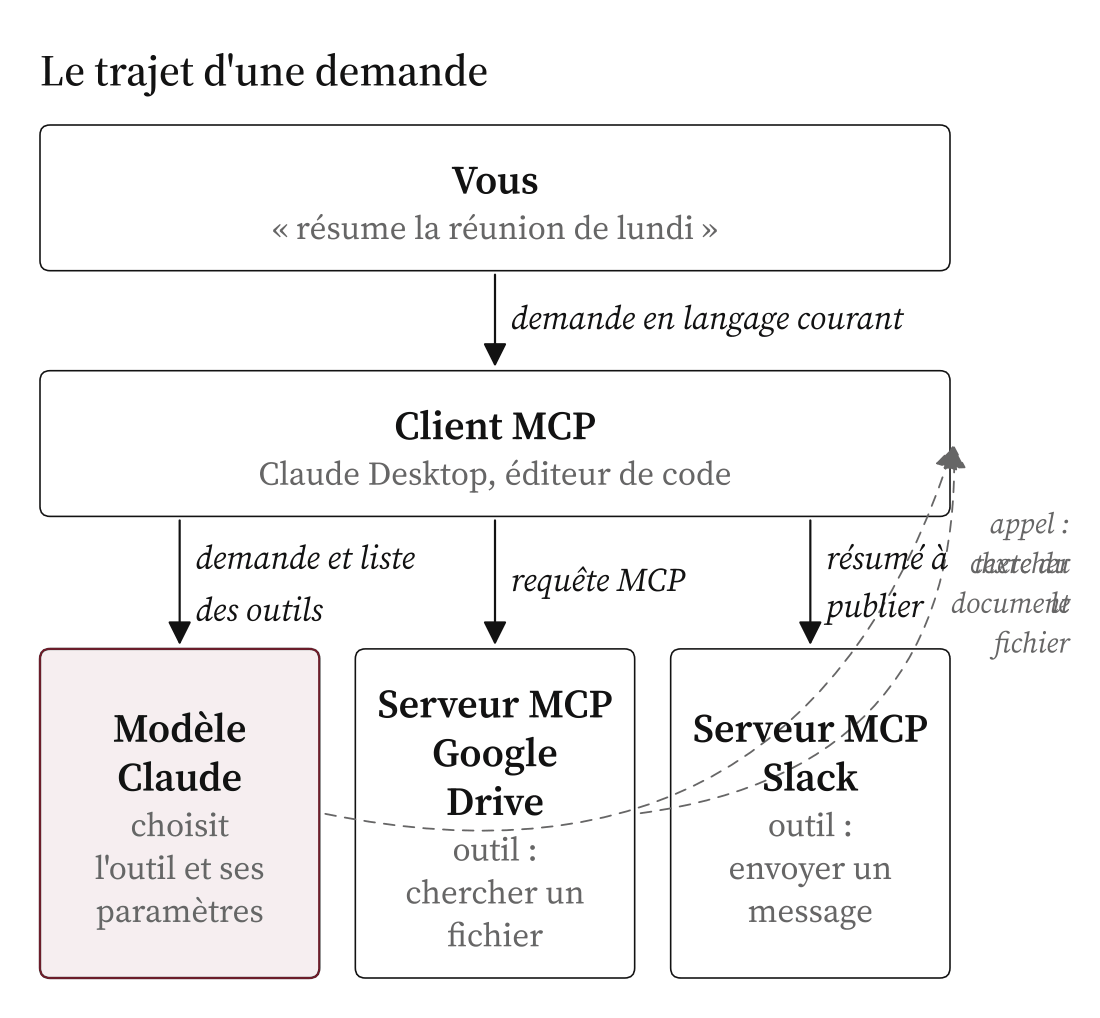 Le trajet d'une demande
Vous
« résume la réunion de lundi »
demande en langage courant
Client MCP
Claude Desktop, éditeur de code
demande et liste
des outils
requête MCP
résumé à
publier
appel :
document
fichier
Modèle
Claude
choisit
l'outil et ses
paramètres
Serveur MCP
Google
Drive
outil :
chercher un
fichier
Serveur MCP
Slack
outil :
envoyer un
message